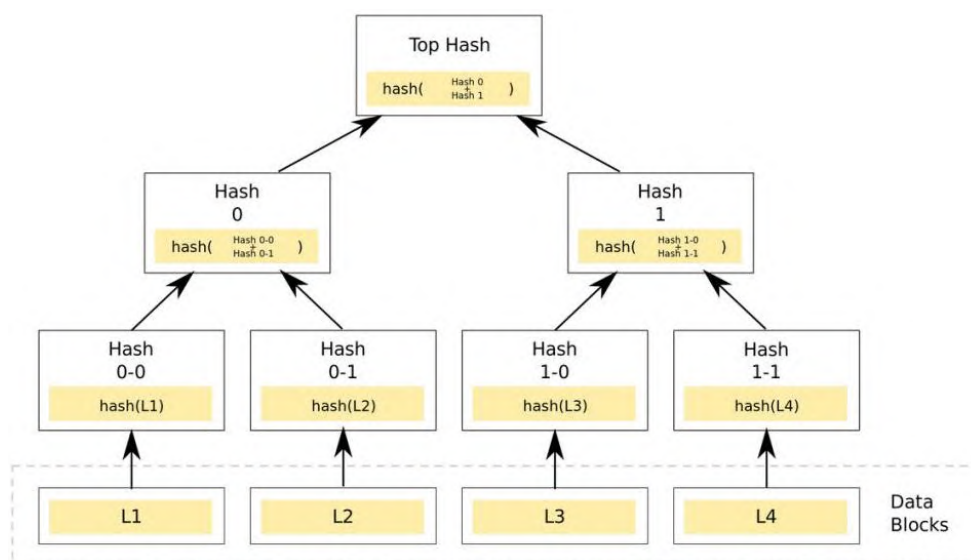 Top Hash
hash( Hash 0 + Hash 1 )
Hash
0
hash( Hash 0-0 + Hash 0-1 )
Hash
1
hash( Hash 1-0 + Hash 1-1 )
Hash
0-0
hash(L1)
Hash
0-1
hash(L2)
Hash
1-0
hash(L3)
Hash
1-1
hash(L4)
L1
L2
L3
L4
Data
Blocks